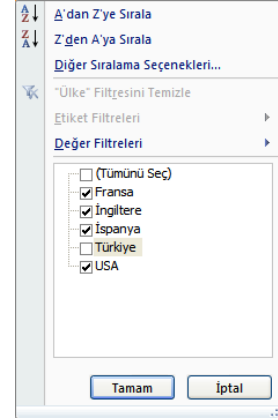 A'dan Z'ye Sırala
Z'den A'ya Sırala
Diğer Sıralama Seçenekleri...
"Ülke" Filtresini Temizle
Etiket Filtreleri
Değer Filtreleri
(Tümünü Seç)
Fransa
İngiltere
İspanya
Türkiye
USA
Tamam İptal